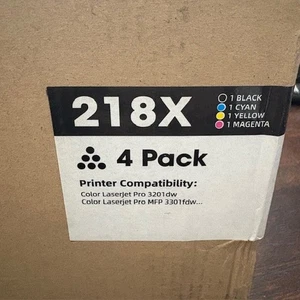 218X
1 BLACK
1 CYAN
1 YELLOW
1 MAGENTA
4 Pack
Printer Compatibility:
Color LaserJet Pro 3201dw
Color LaserJet Pro MFP 3301fdw...